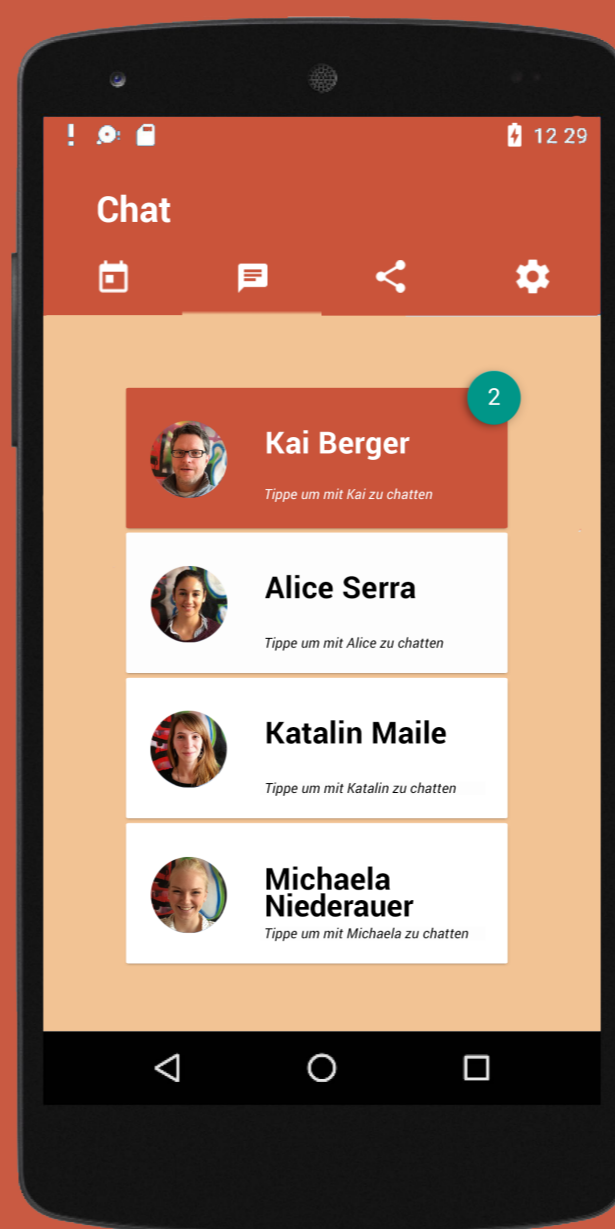 12 29
Chat
2
Kai Berger
Tippe um mit Kai zu chatten
Alice Serra
Tippe um mit Alice zu chatten
Katalin Maile
Tippe um mit Katalin zu chatten
Michaela
Niederauer
Tippe um mit Michaela zu chatten